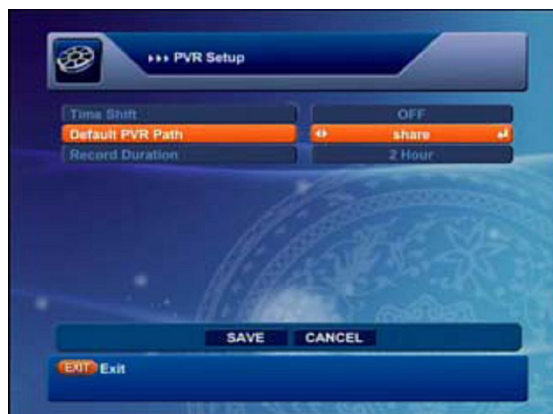 ▸▸▸ PVR Setup
Time Shift OFF
Default PVR Path share
Record Duration 2 Hour
SAVE CANCEL
EXIT Exit